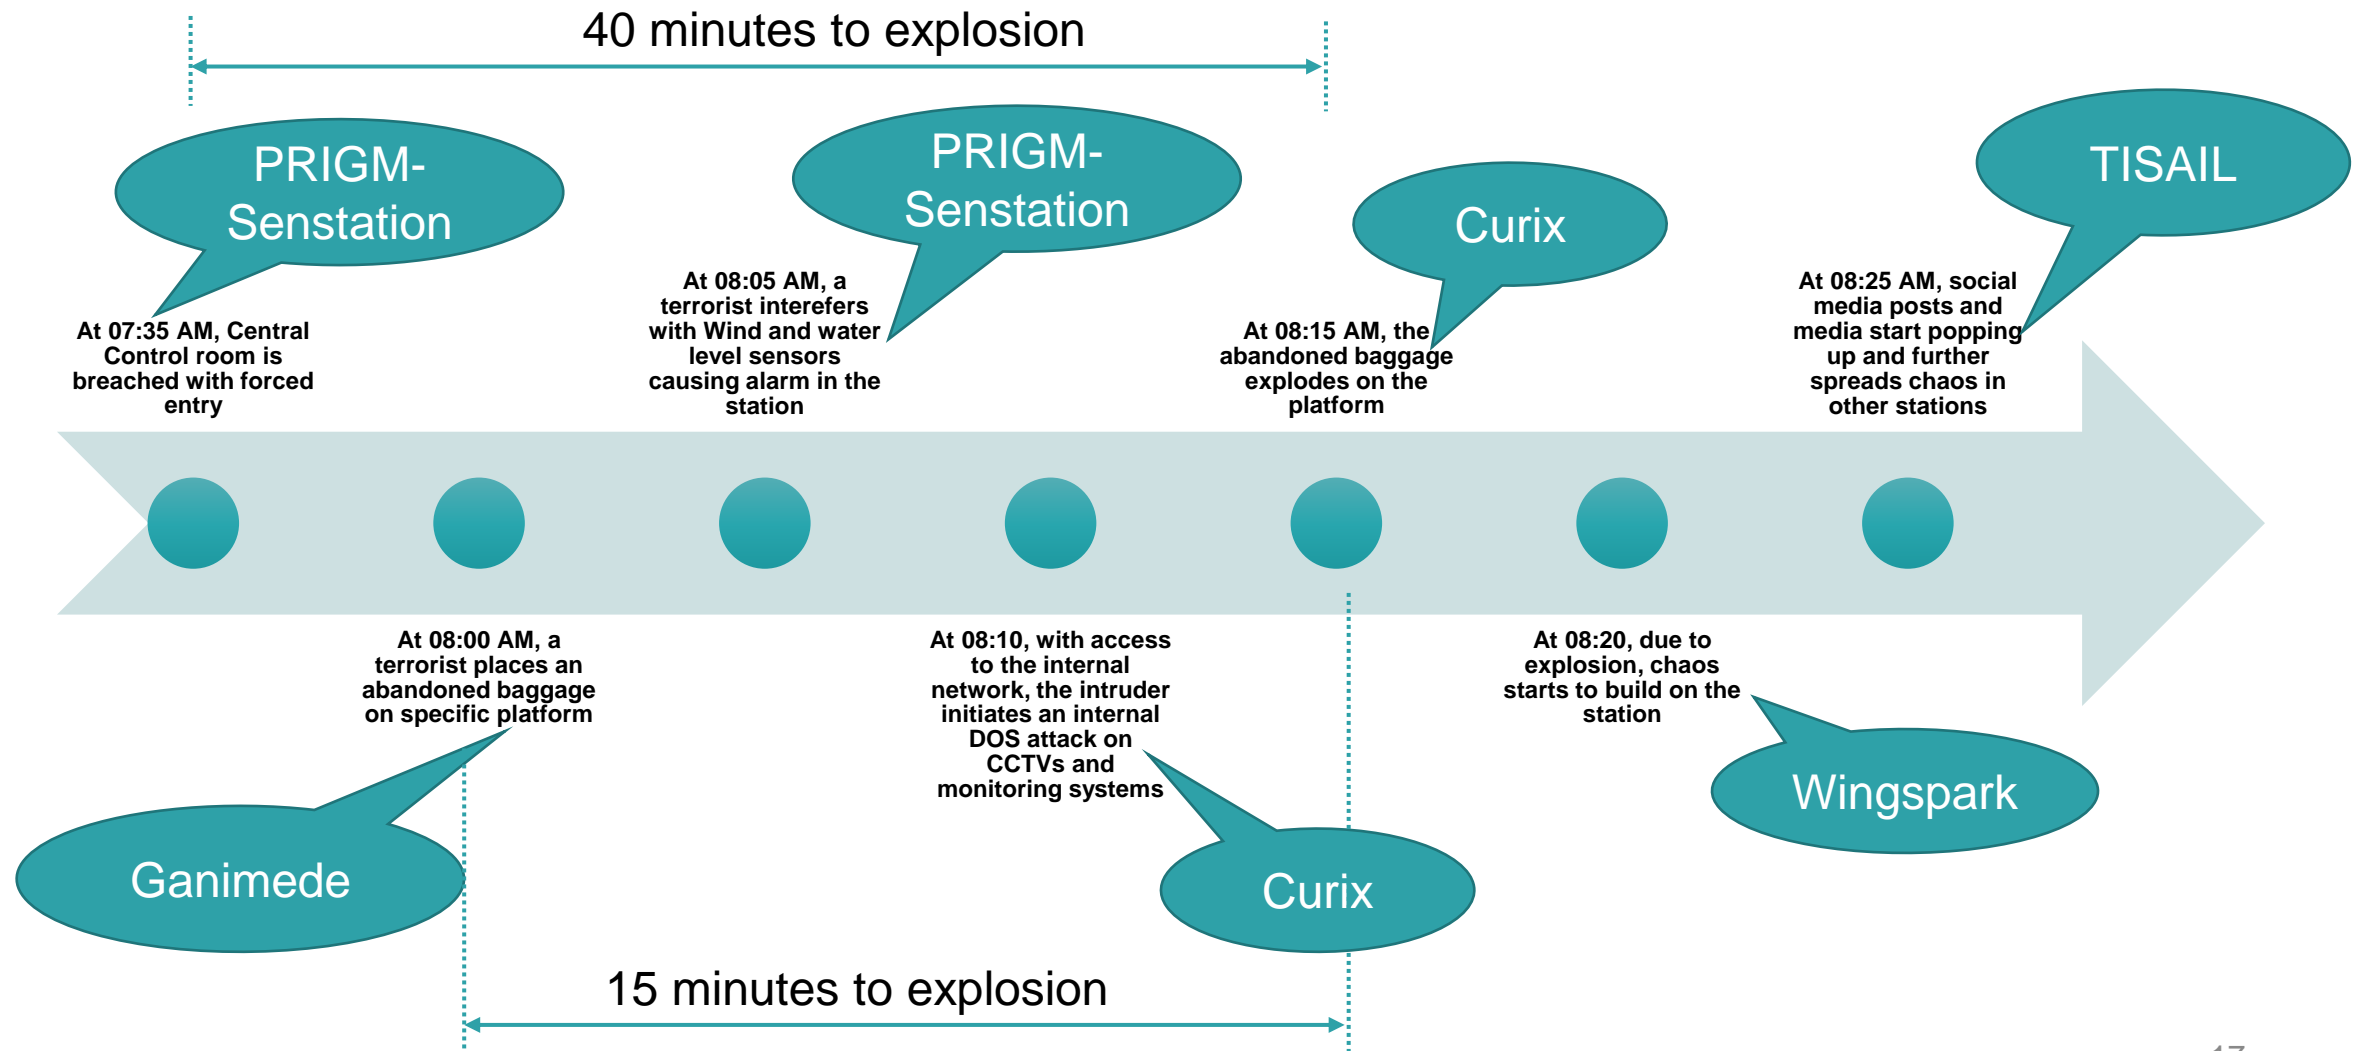 40 minutes to explosion
PRIGM-
Senstation
PRIGM-
Senstation
Curix
TISAIL
At 07:35 AM, Central
Control room is
breached with forced
entry
At 08:05 AM, a
terrorist interefers
with Wind and water
level sensors
causing alarm in the
station
At 08:15 AM, the
abandoned baggage
explodes on the
platform
At 08:25 AM, social
media posts and
media start popping
up and further
spreads chaos in
other stations
At 08:00 AM, a
terrorist places an
abandoned baggage
on specific platform
At 08:10, with access
to the internal
network, the intruder
initiates an internal
DOS attack on
CCTVs and
monitoring systems
At 08:20, due to
explosion, chaos
starts to build on the
station
Ganimede
Curix
Wingspark
15 minutes to explosion
17